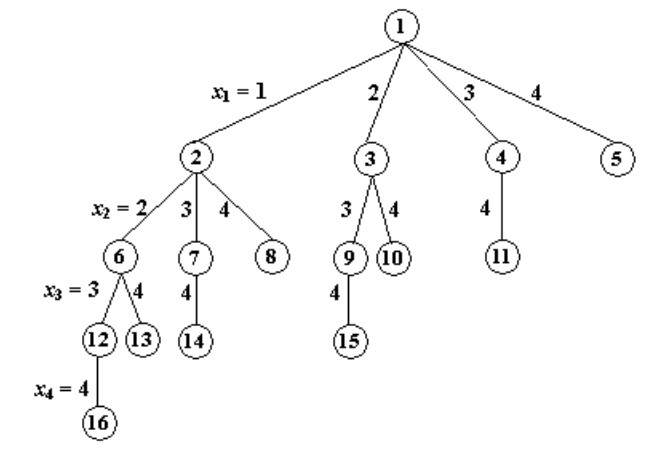 1
x1 = 1 2 3 4
2 3 4 5
x2 = 2 3 4 3 4 4
6 7 8 9 10 11
x3 = 3 4 4 4
12 13 14 15
x4 = 4
16